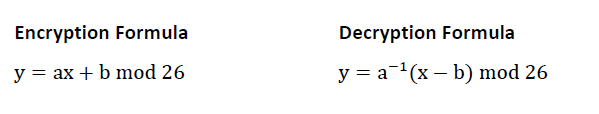 Encryption Formula
Decryption Formula
y = ax + b mod 26
y = a⁻¹(x – b) mod 26